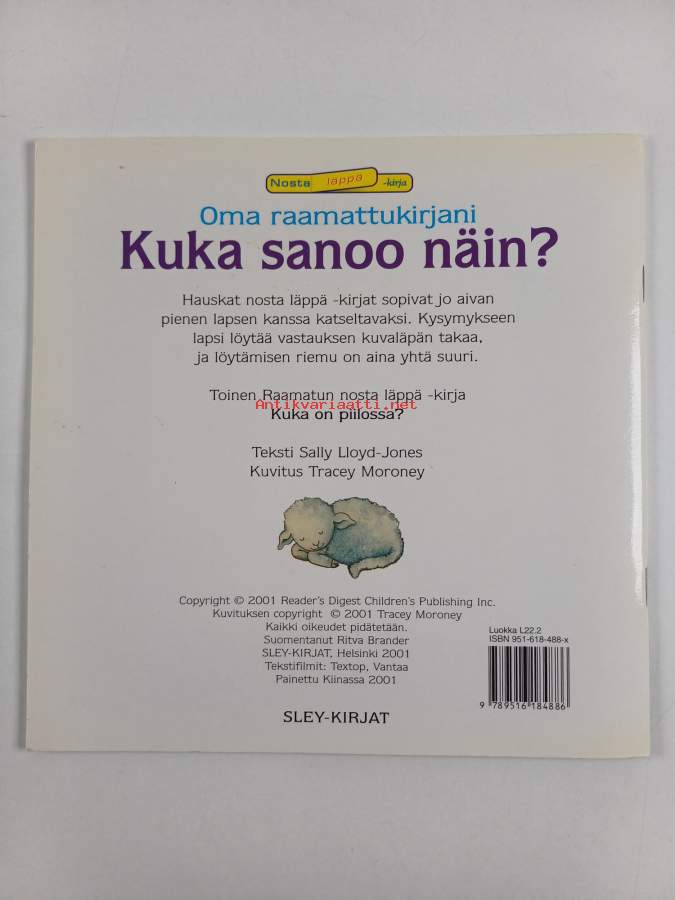 Nosta läppä -kirja
Oma raamattukirjani
Kuka sanoo näin?
Hauskat nosta läppä -kirjat sopivat jo aivan
pienen lapsen kanssa katseltavaksi. Kysymykseen
lapsi löytää vastauksen kuvaläpän takaa,
ja löytämisen riemu on aina yhtä suuri.
Toinen Raamatun nosta läppä -kirja
Antikvariaatti.net
Kuka on piilossa?
Teksti Sally Lloyd-Jones
Kuvitus Tracey Moroney
Copyright © 2001 Reader's Digest Children's Publishing Inc.
Kuvituksen copyright © 2001 Tracey Moroney
Kaikki oikeudet pidätetään.
Suomentanut Ritva Brander
SLEY-KIRJAT, Helsinki 2001
Tekstifilmit: Textop, Vantaa
Painettu Kiinassa 2001
SLEY-KIRJAT
Luokka L22.2
ISBN 951-618-488-x
9 789516 184886